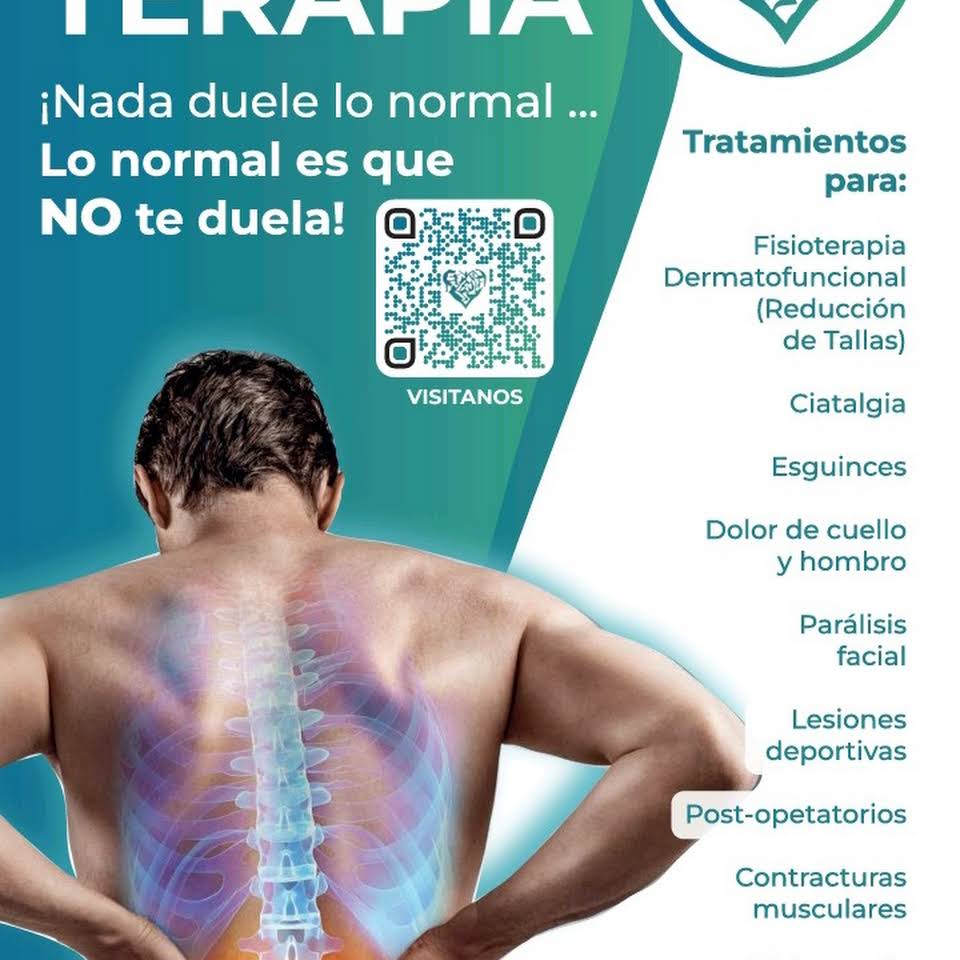 TERAPIA
¡Nada duele lo normal ...
Lo normal es que
NO te duela!
VISITANOS
Tratamientos
para:
Fisioterapia
Dermatofuncional
(Reducción
de Tallas)
Ciatalgia
Esguinces
Dolor de cuello
y hombro
Parálisis
facial
Lesiones
deportivas
Post-opetatorios
Contracturas
musculares